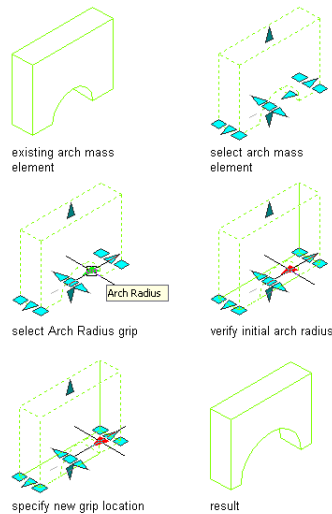 existing arch mass
element
select arch mass
element
Arch Radius
select Arch Radius grip
verify initial arch radius
specify new grip location
result